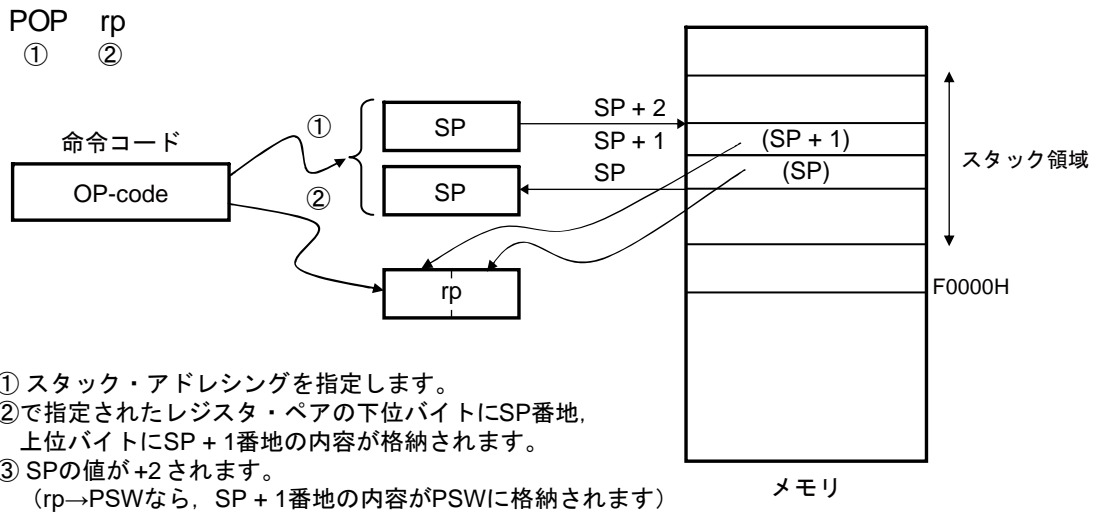 POP rp
① ②
命令コード
OP-code
①
②
SP
SP
rp
SP + 2
SP + 1
SP
(SP + 1)
(SP)
スタック領域
F0000H
メモリ
① スタック・アドレシングを指定します。
②で指定されたレジスタ・ペアの下位バイトにSP番地,
上位バイトにSP + 1番地の内容が格納されます。
③ SPの値が +2 されます。
（rp→PSWなら, SP + 1番地の内容がPSWに格納されます）